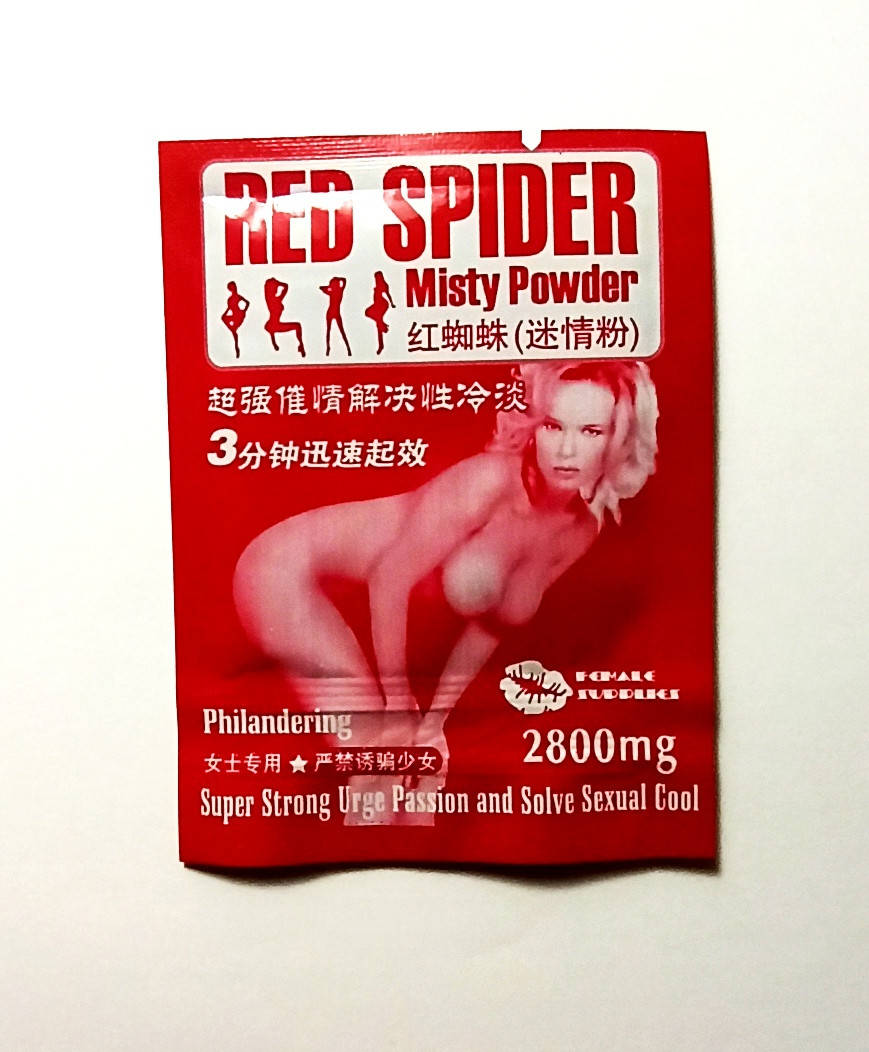 RED SPIDER
Misty Powder
红蜘蛛(迷情粉)
超强催情解决性冷淡
3分钟迅速起效
FEMALE
SUPPLIES
Philandering
2800mg
女士专用★严禁诱骗少女
Super Strong Urge Passion and Solve Sexual Cool